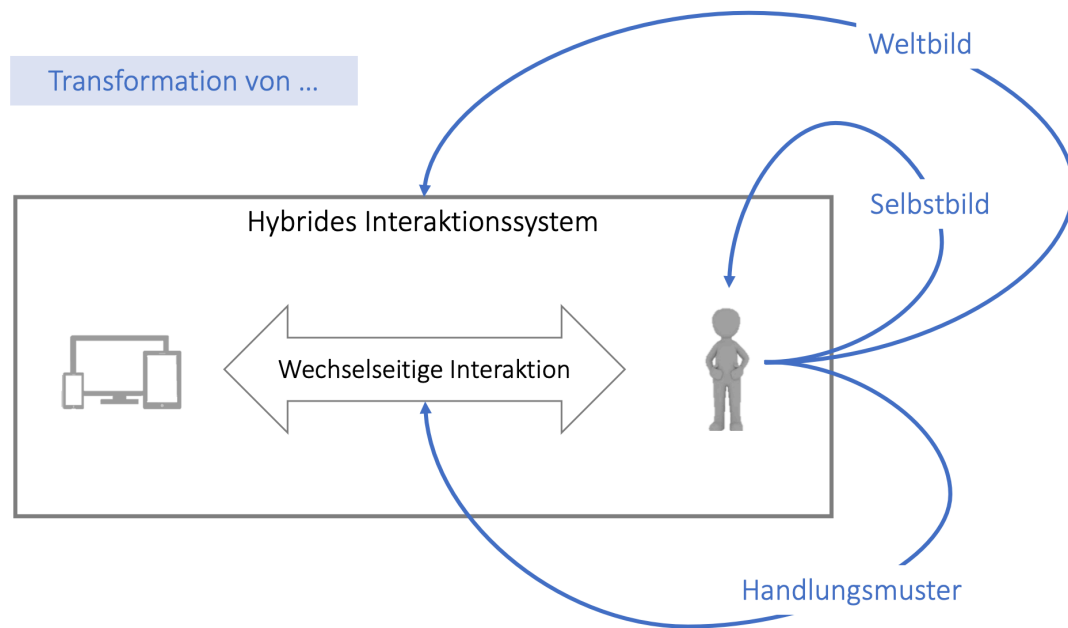 Weltbild
Transformation von ...
Selbstbild
Hybrides Interaktionssystem
Wechselseitige Interaktion
Handlungsmuster